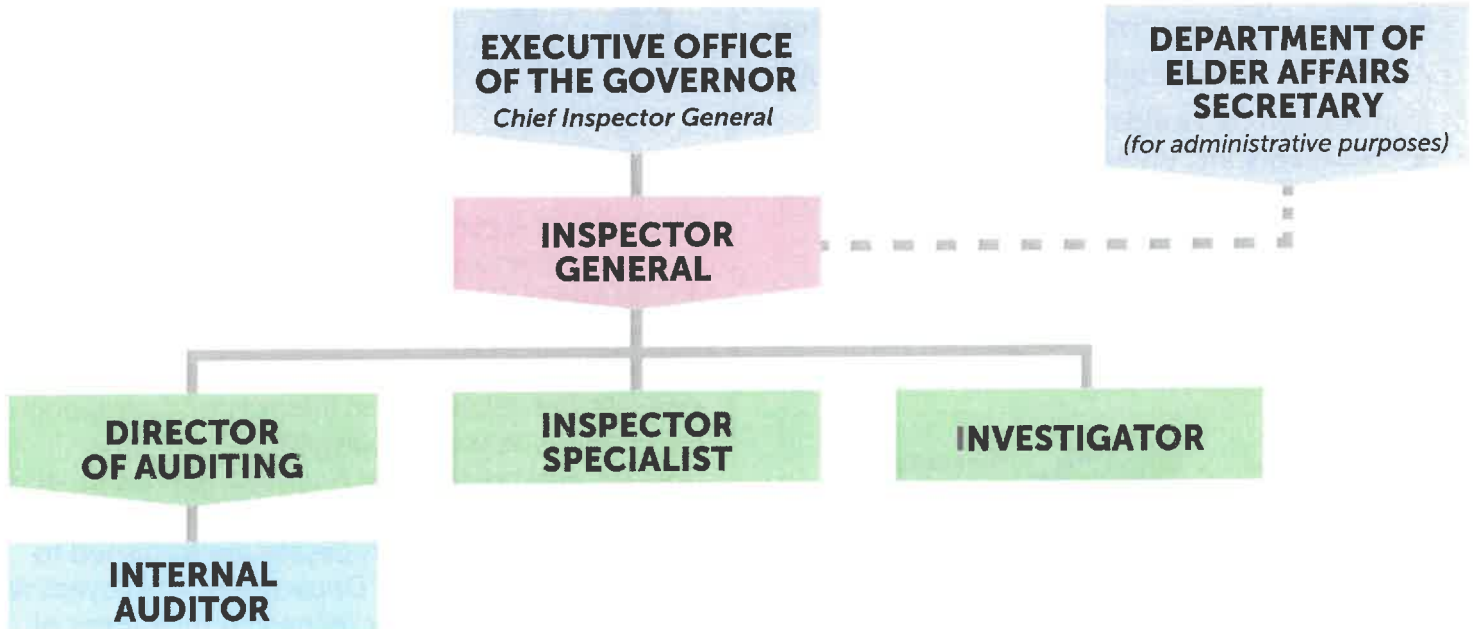 EXECUTIVE OFFICE
OF THE GOVERNOR
Chief Inspector General
DEPARTMENT OF
ELDER AFFAIRS
SECRETARY
(for administrative purposes)
INSPECTOR
GENERAL
DIRECTOR
OF AUDITING
INSPECTOR
SPECIALIST
INVESTIGATOR
INTERNAL
AUDITOR